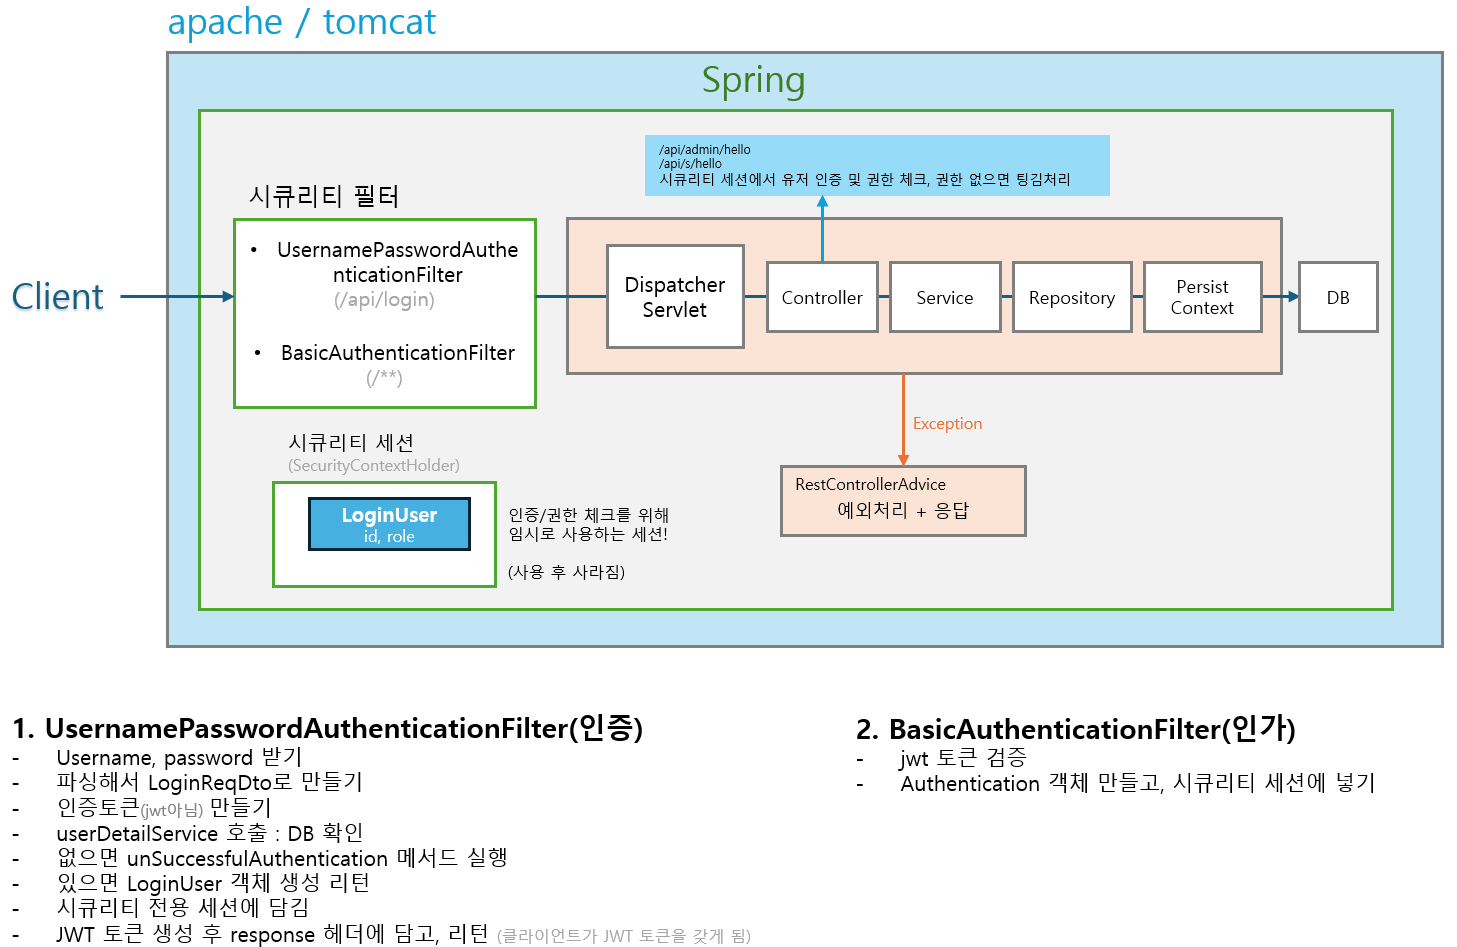 apache / tomcat
Spring
/api/admin/hello
/api/s/hello
시큐리티 세션에서 유저 인증 및 권한 체크, 권한 없으면 팅김처리
시큐리티 필터
• UsernamePasswordAuthe
nticationFilter
(/api/login)
• BasicAuthenticationFilter
(/**)
Client
Dispatcher
Servlet
Controller
Service
Repository
Persist
Context
DB
Exception
RestControllerAdvice
예외처리 + 응답
시큐리티 세션
(SecurityContextHolder)
LoginUser
id, role
인증/권한 체크를 위해
임시로 사용하는 세션!
(사용 후 사라짐)
1. UsernamePasswordAuthenticationFilter(인증)
- Username, password 받기
- 파싱해서 LoginReqDto로 만들기
- 인증토큰(jwt아님) 만들기
- userDetailService 호출 : DB 확인
- 없으면 unSuccessfulAuthentication 메서드 실행
- 있으면 LoginUser 객체 생성 리턴
- 시큐리티 전용 세션에 담김
- JWT 토큰 생성 후 response 헤더에 담고, 리턴 (클라이언트가 JWT 토큰을 갖게 됨)
2. BasicAuthenticationFilter(인가)
- jwt 토큰 검증
- Authentication 객체 만들고, 시큐리티 세션에 넣기